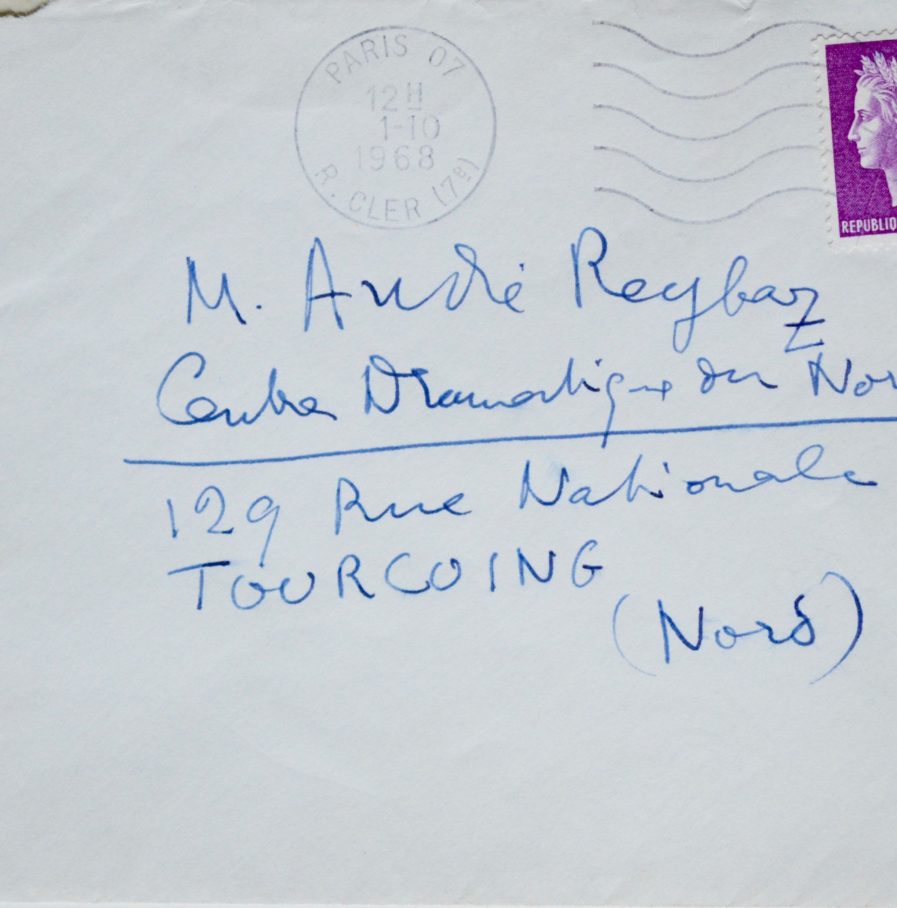 PARIS 07
12H
1-10
1968
R. CLER (7e)
REPUBLIQ
M. André Reybaz
Centre Dramatique du Nor
129 Rue Nationale
TOURCOING
(Nord)